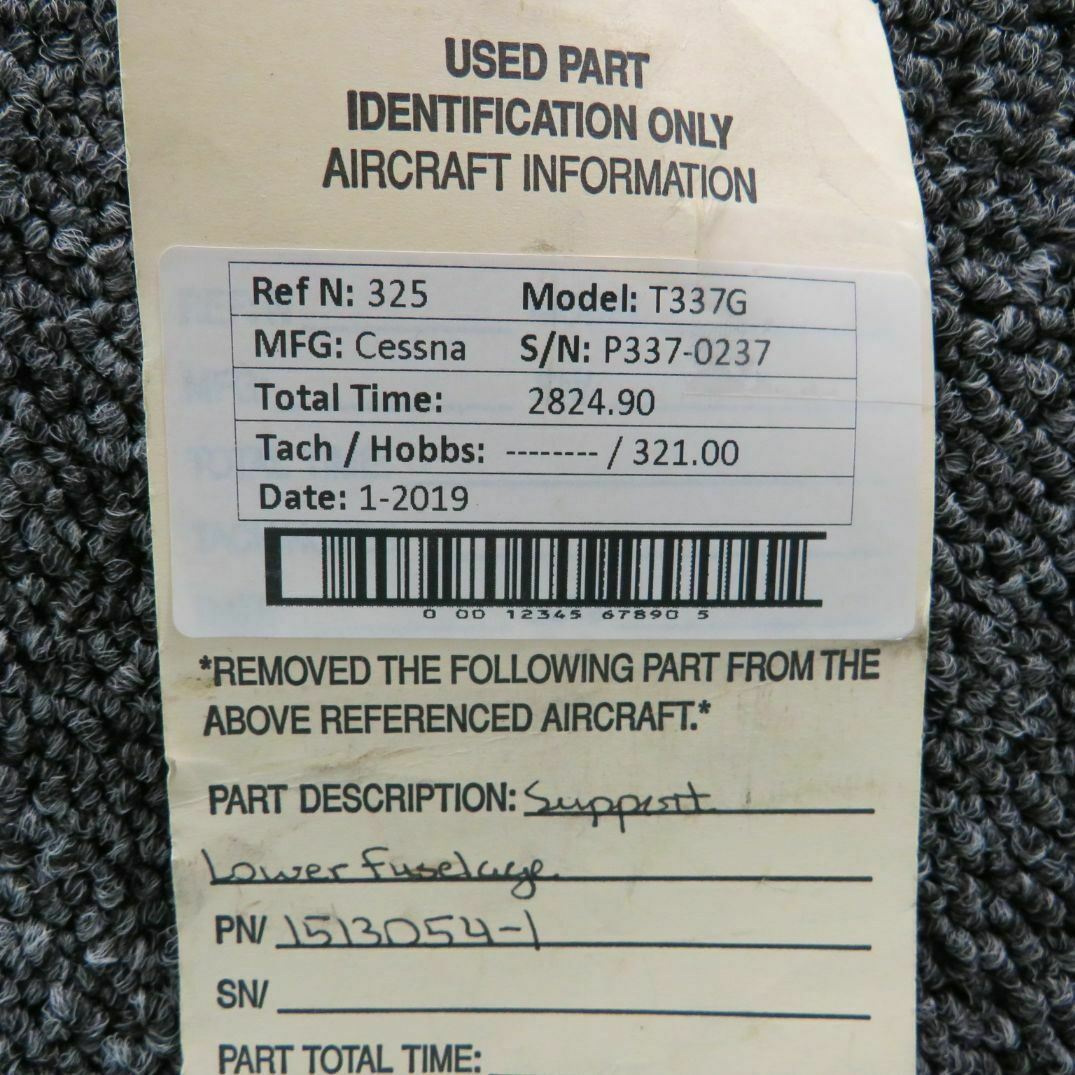 USED PART
IDENTIFICATION ONLY
AIRCRAFT INFORMATION
Ref N: 325 Model: T337G
MFG: Cessna S/N: P337-0237
Total Time: 2824.90
Tach / Hobbs: -------- / 321.00
Date: 1-2019
0 00 12345 67890 5
*REMOVED THE FOLLOWING PART FROM THE
ABOVE REFERENCED AIRCRAFT.*
PART DESCRIPTION: Support
Lower Fuselage
PN/ 1513054-1
SN/
PART TOTAL TIME: